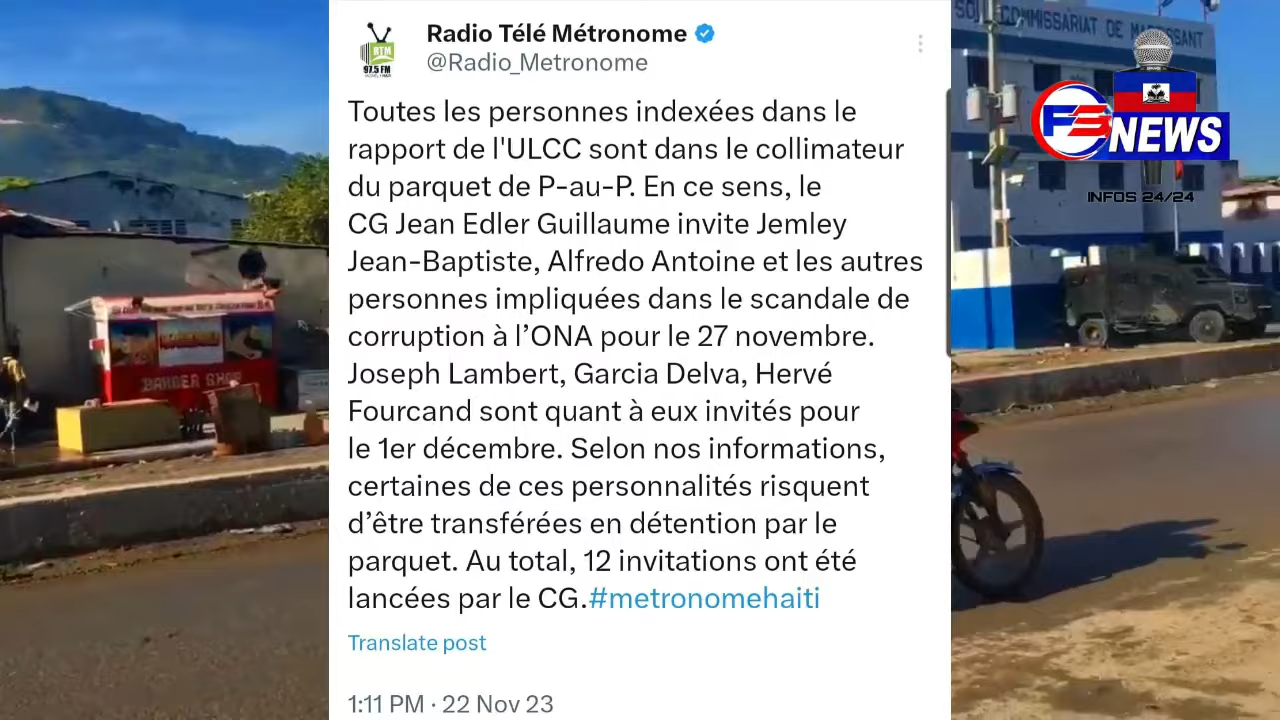 Radio Télé Métronome
@Radio_Metronome
RTM
97.5 FM
Toutes les personnes indexées dans le
rapport de l'ULCC sont dans le collimateur
du parquet de P-au-P. En ce sens, le
CG Jean Edler Guillaume invite Jemley
Jean-Baptiste, Alfredo Antoine et les autres
personnes impliquées dans le scandale de
corruption à l’ONA pour le 27 novembre.
Joseph Lambert, Garcia Delva, Hervé
Fourcand sont quant à eux invités pour
le 1er décembre. Selon nos informations,
certaines de ces personnalités risquent
d’être transférées en détention par le
parquet. Au total, 12 invitations ont été
lancées par le CG.#metronomehaiti
Translate post
1:11 PM · 22 Nov 23
COMMISSARIAT DE MARTISSANT
NEWS
INFOS 24/24
BARBER SHOP